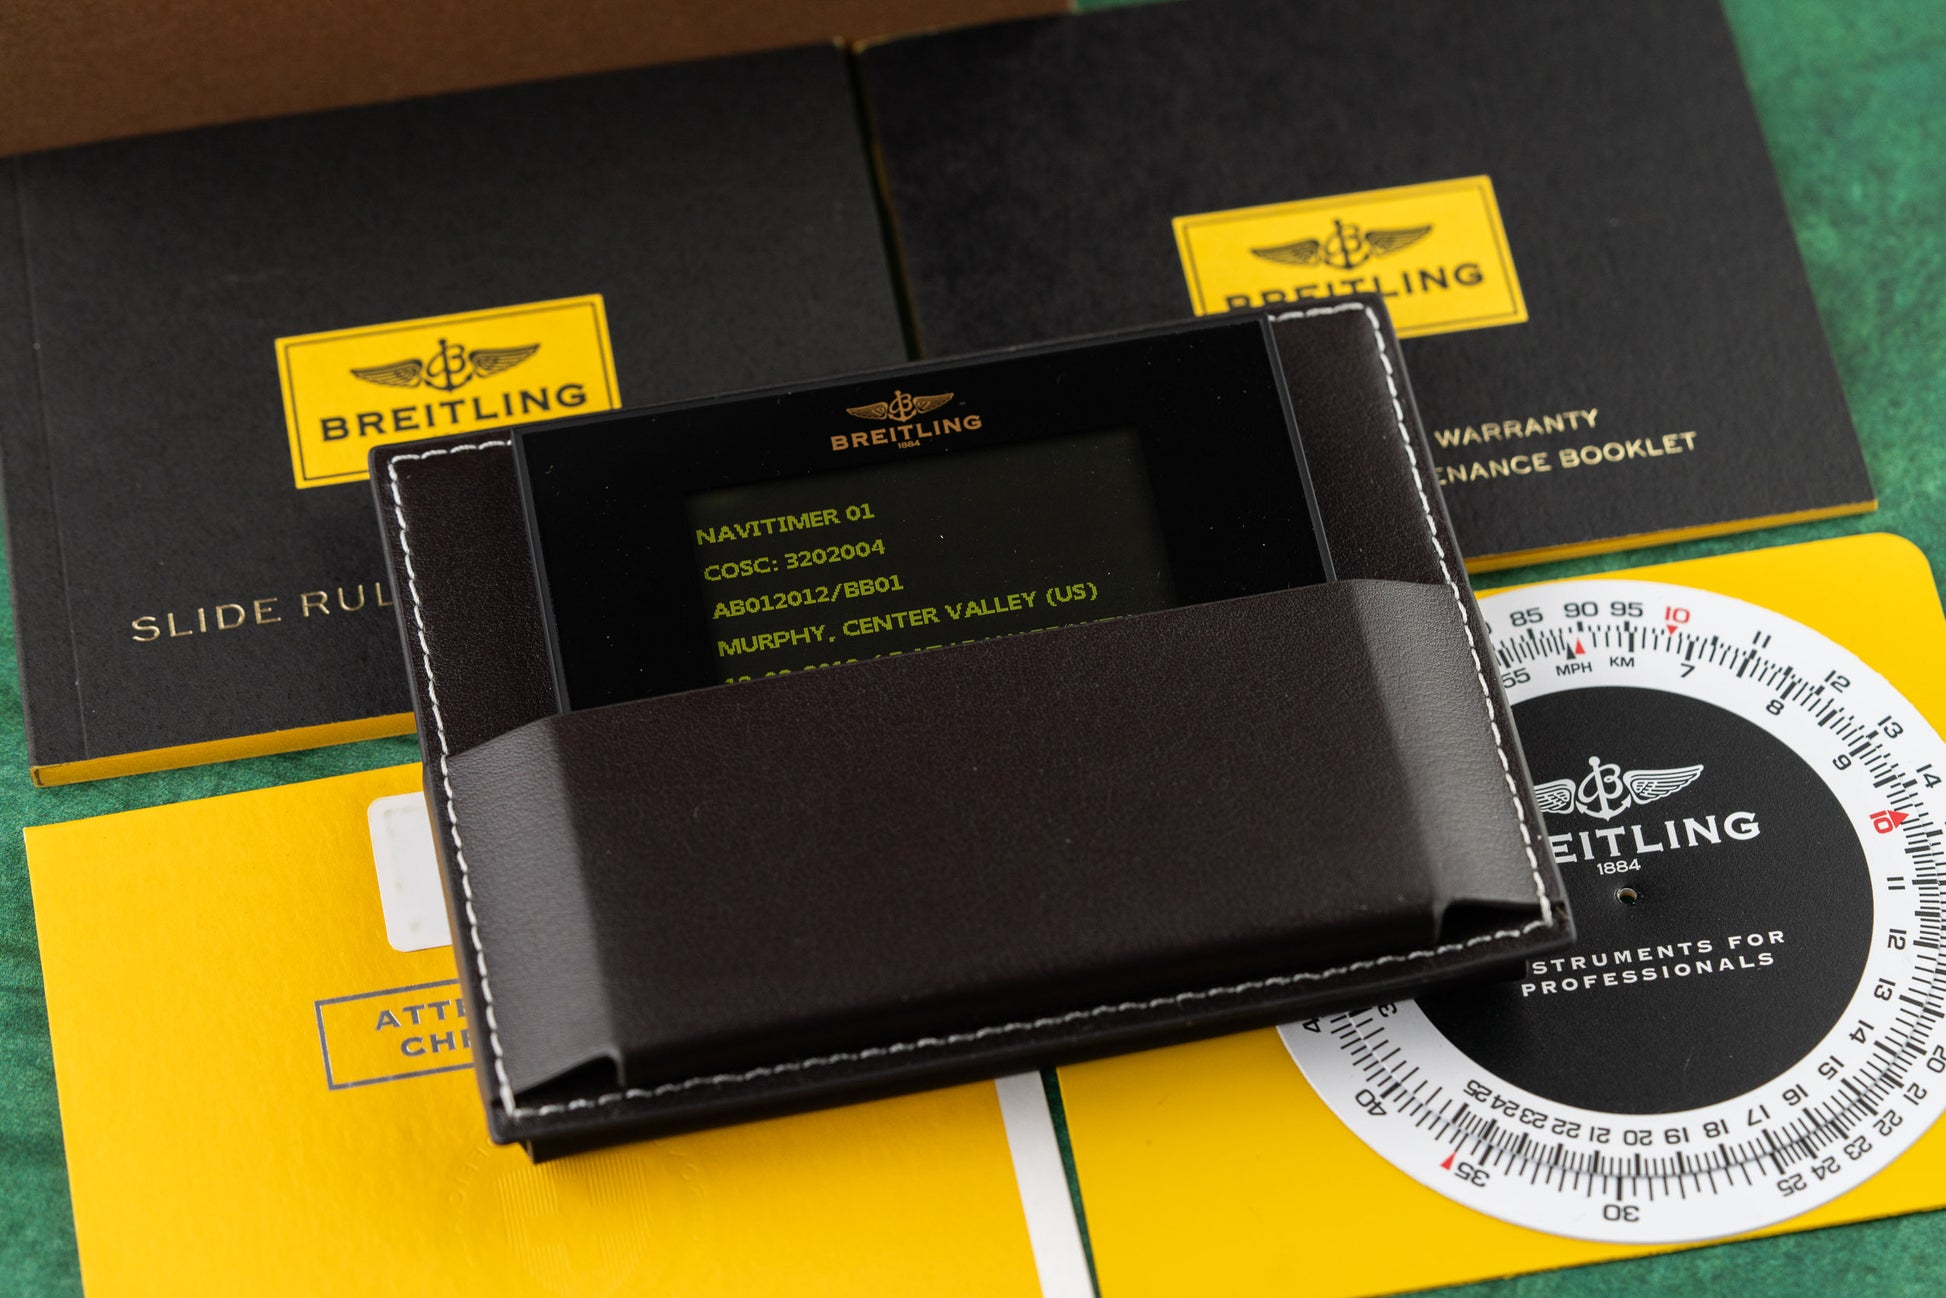 BREITLING
SLIDE RUL
BREITLING
WARRANTY
ENANCE BOOKLET
BREITLING
1884
NAVITIMER 01
COSC: 3202004
AB012012/BB01
MURPHY, CENTER VALLEY (US)
ATTE
CHR
85 90 95 10 11 12 13 14
55 MPH KM 7 8 9 10 11 12 13 14 15 16 17 18 19 20 21 22 23 24 25
20 21 22 23 24 25 30 35 40
EITLING
1884
STRUMENTS FOR
PROFESSIONALS